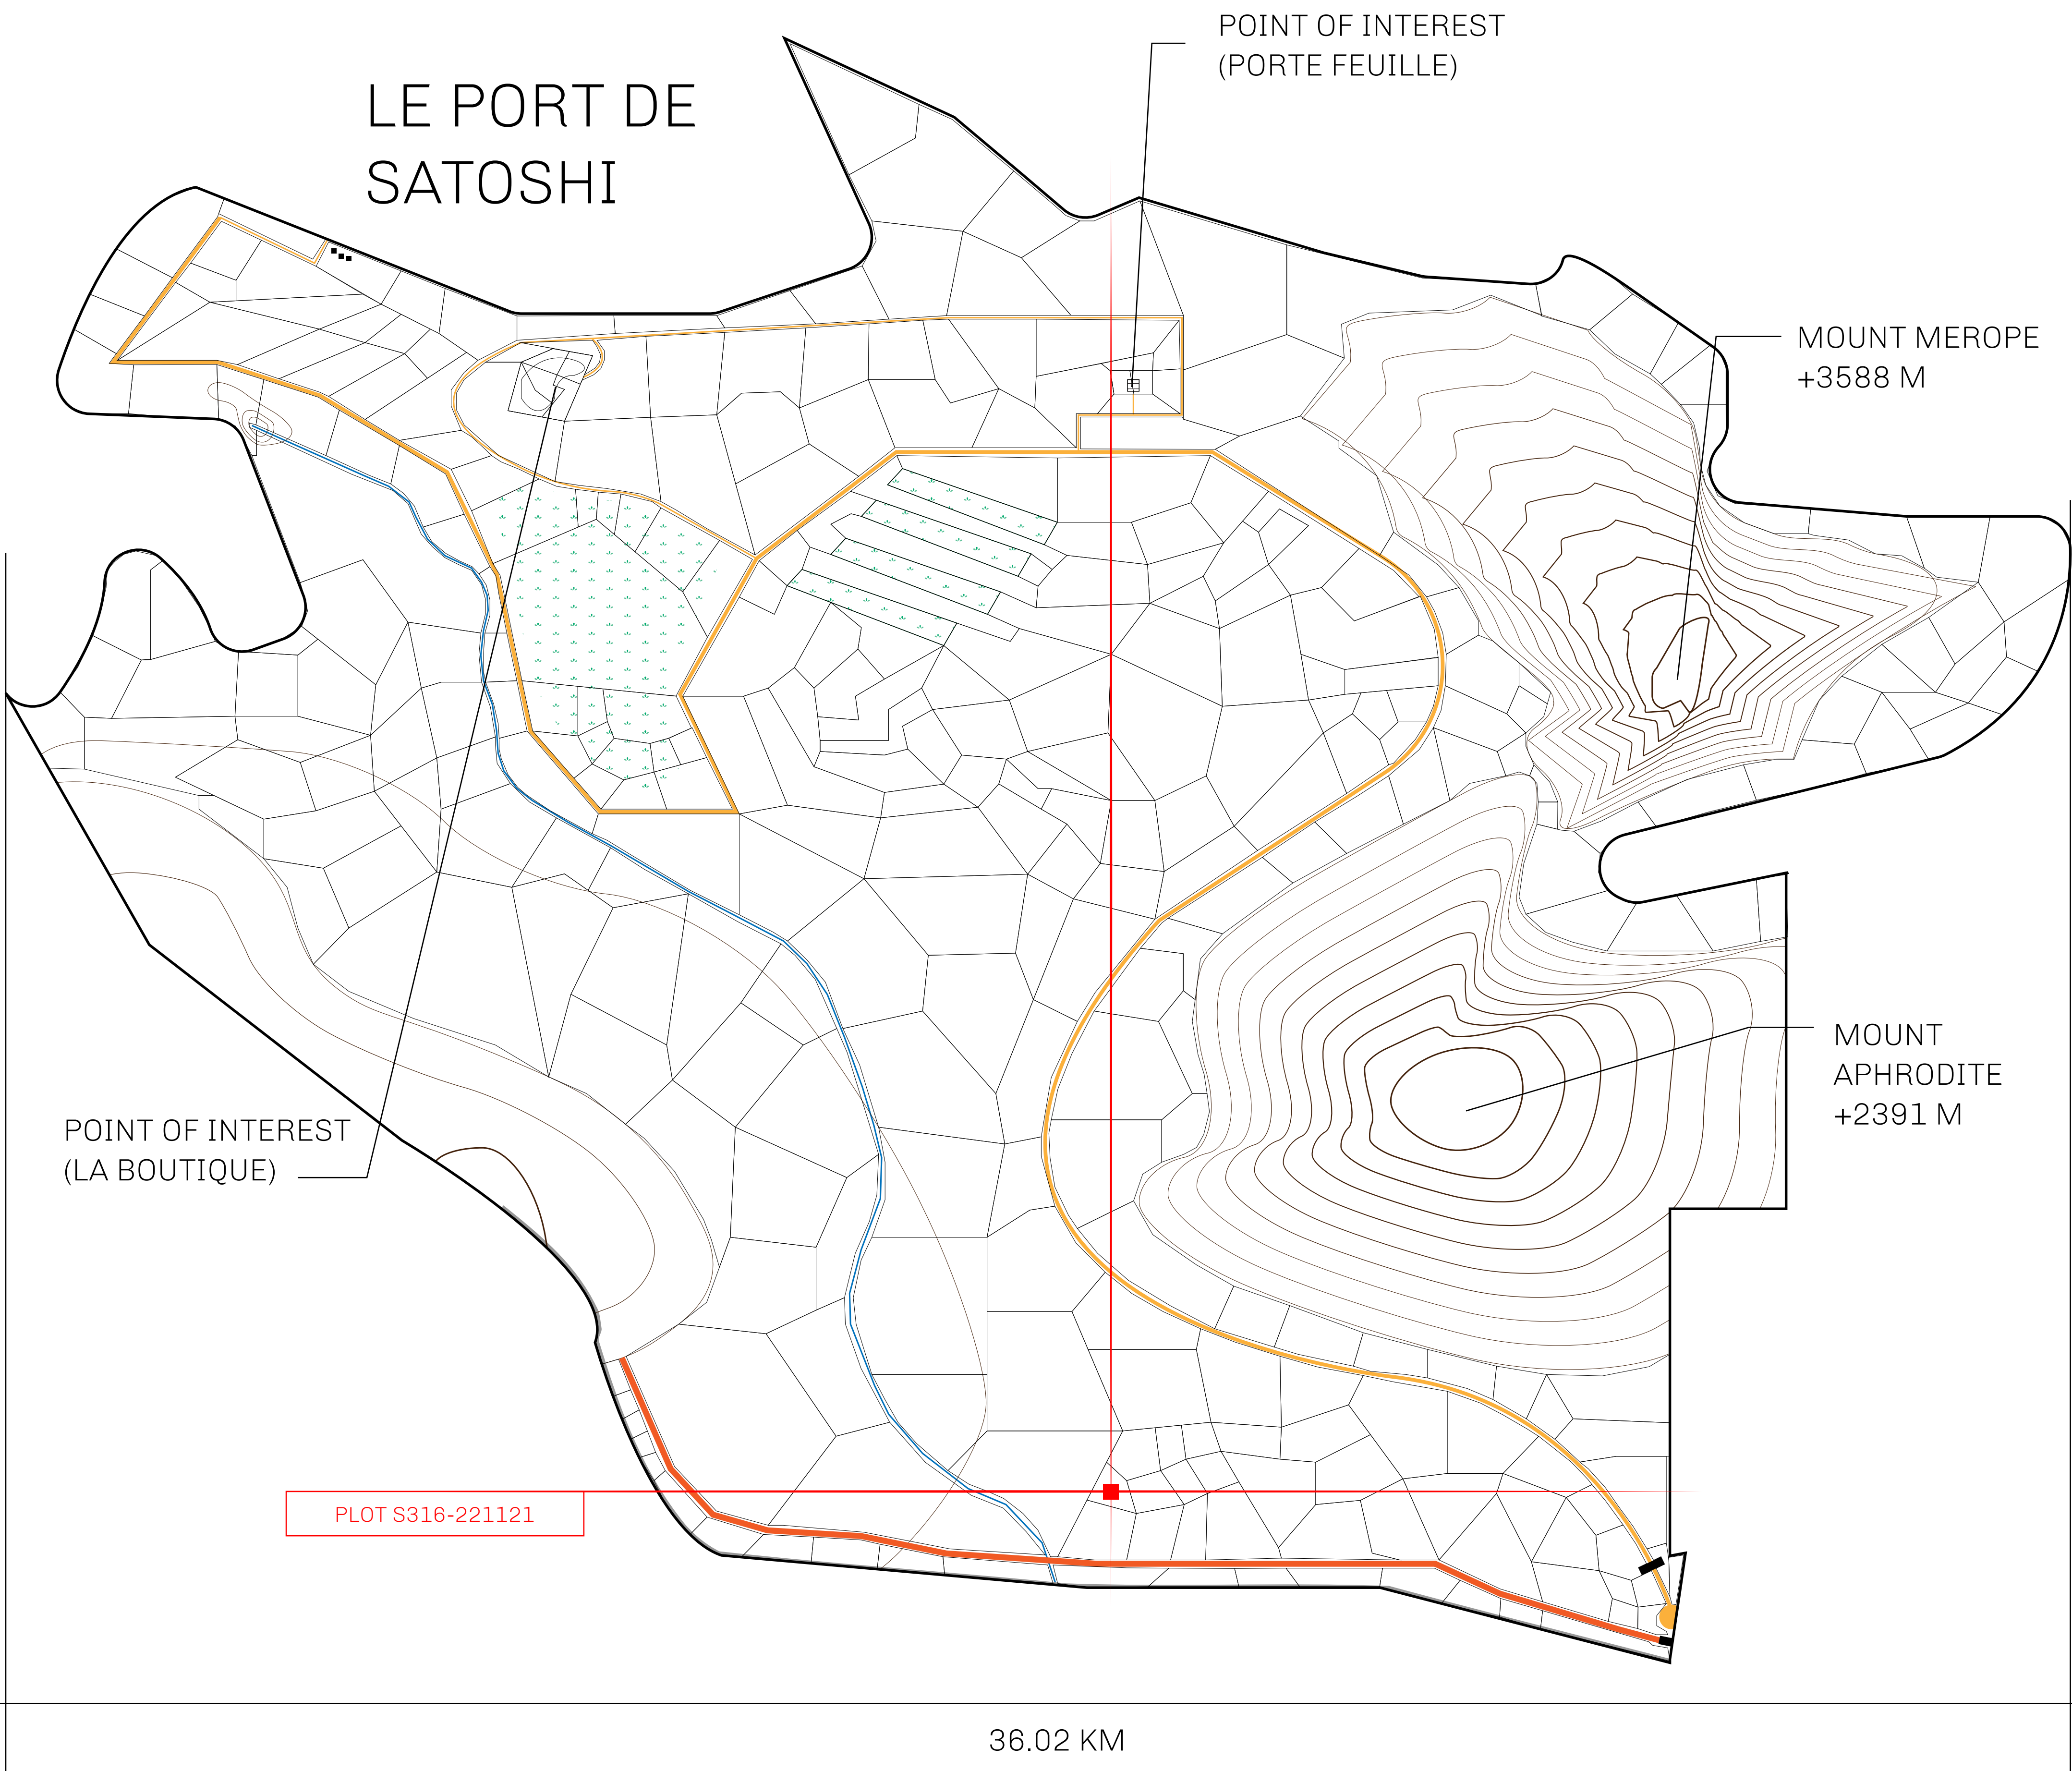 POINT OF INTEREST
(PORTE FEUILLE)
LE PORT DE
SATOSHI
MOUNT MEROPE
+3588 M
MOUNT
APHRODITE
+2391 M
POINT OF INTEREST
(LA BOUTIQUE)
PLOT S316-221121
36.02 KM